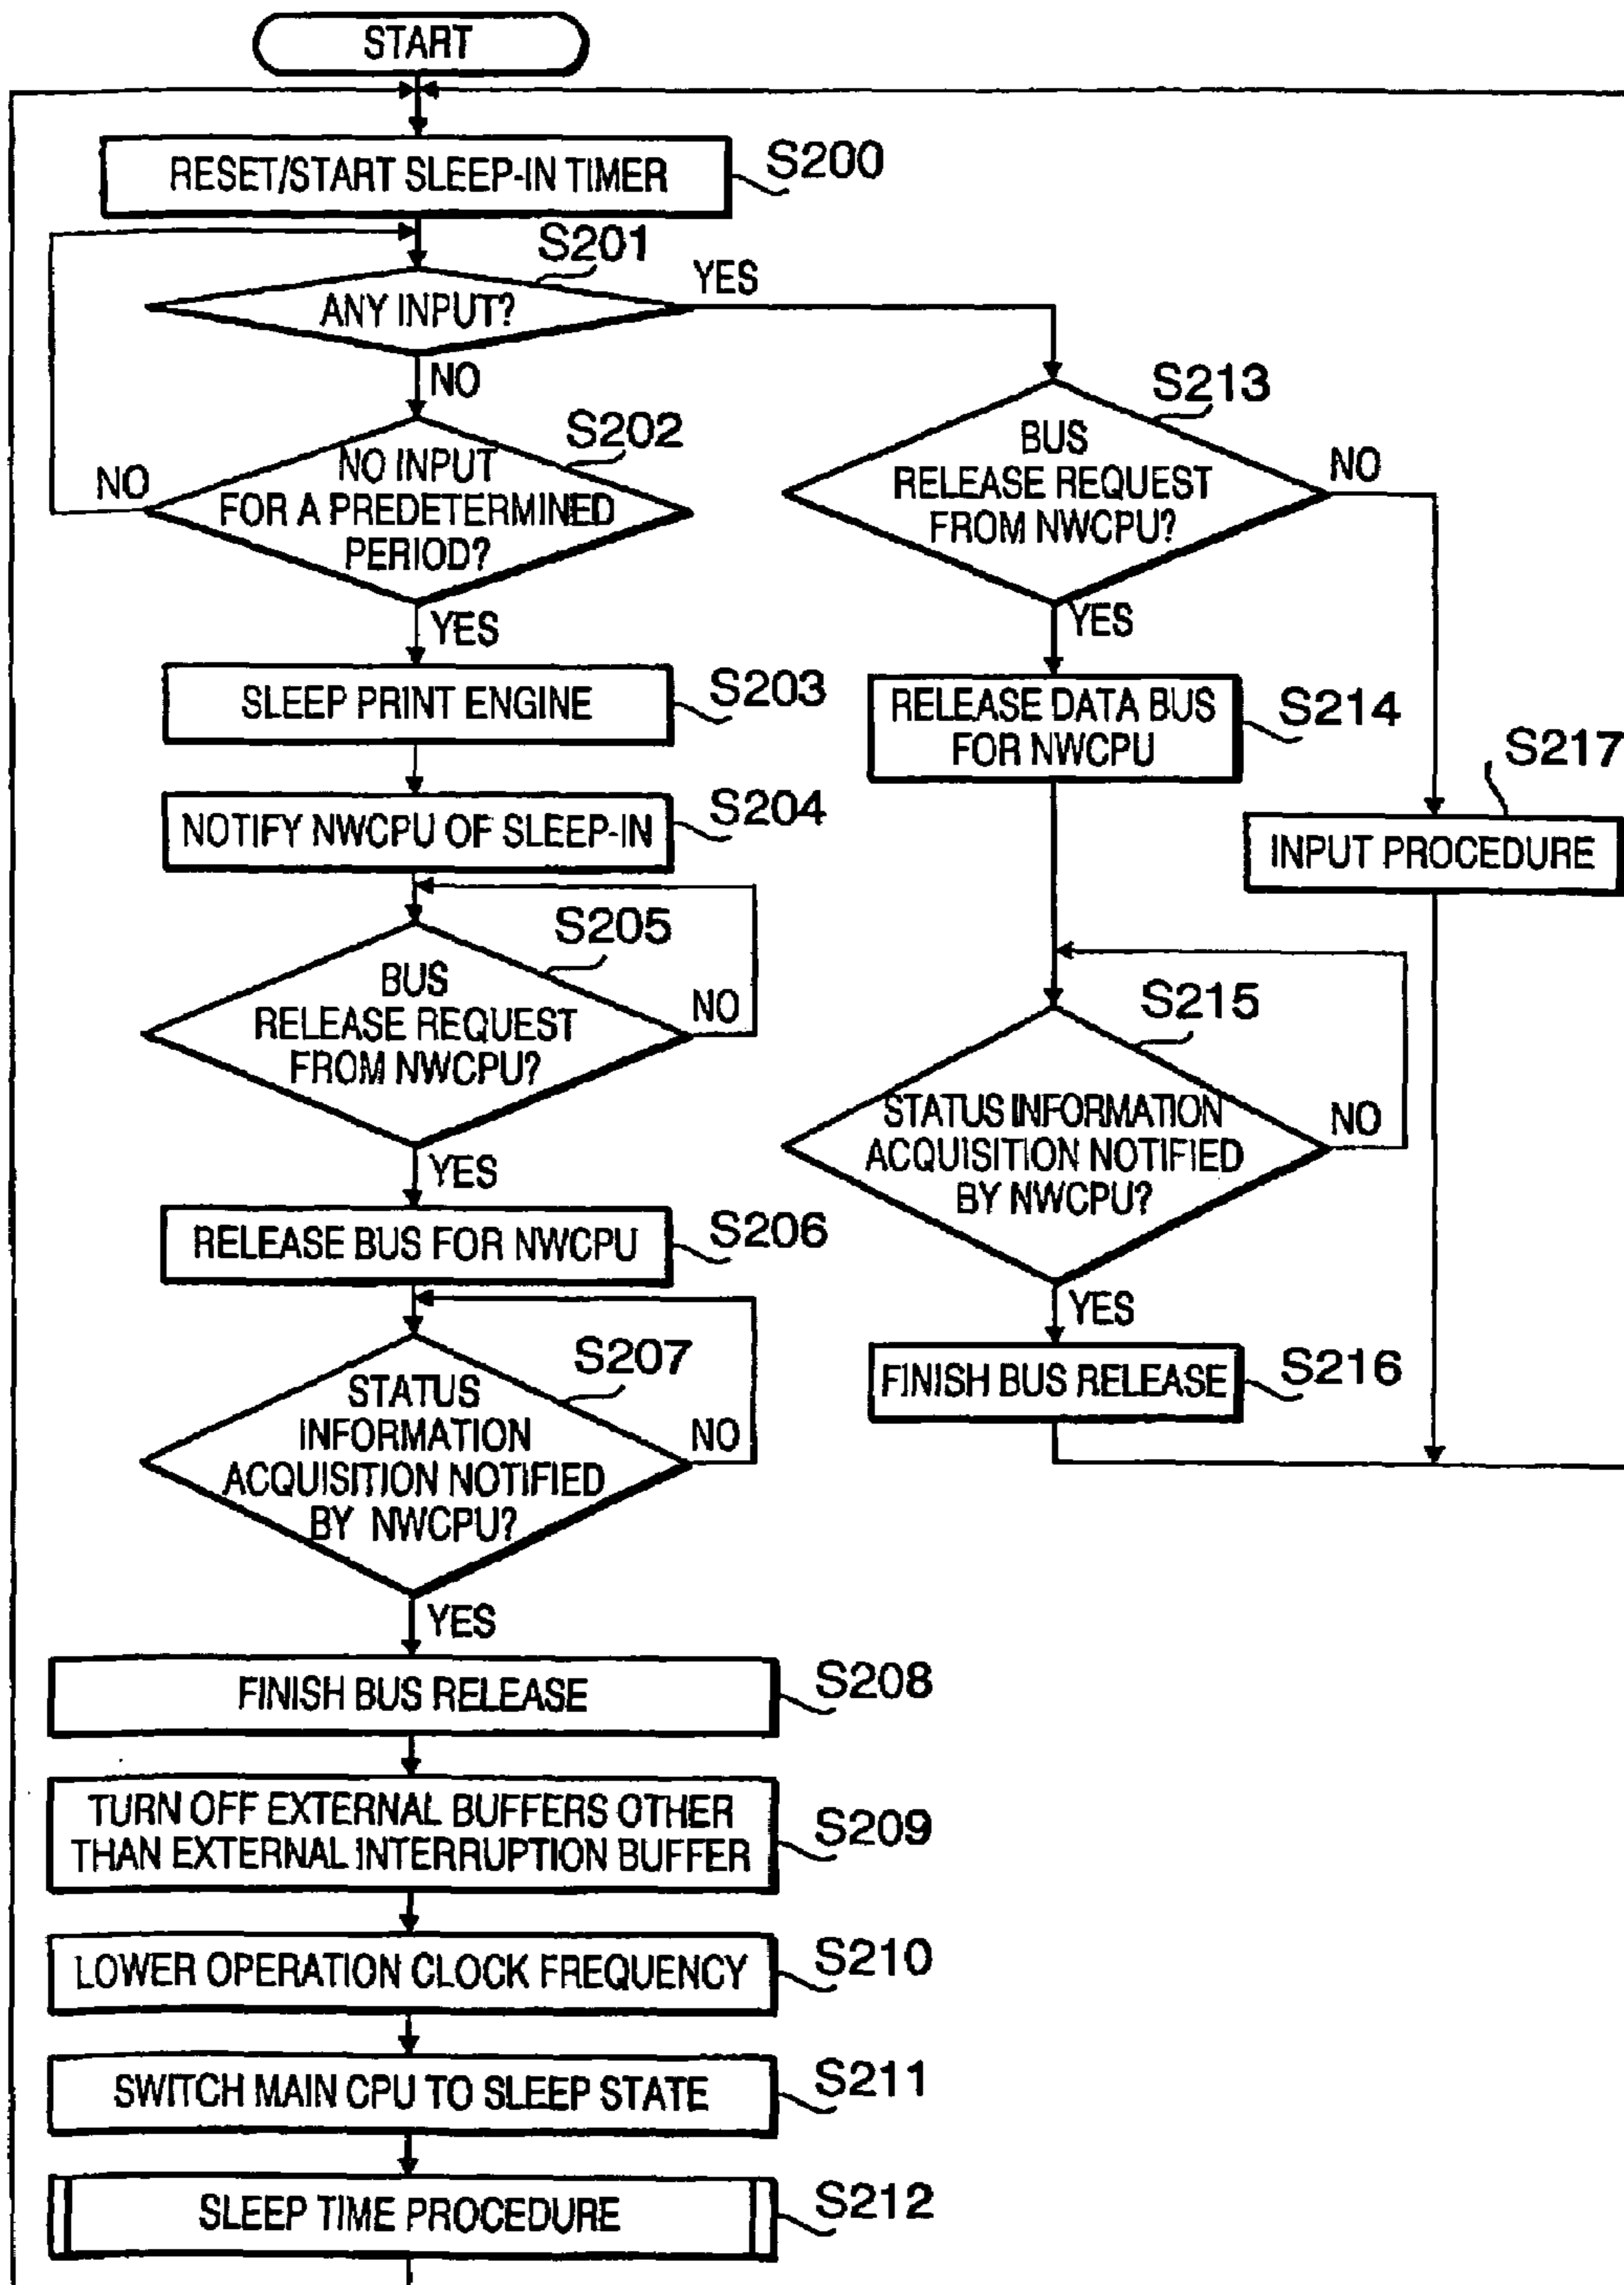 START
RESET/START SLEEP-IN TIMER
S200
S201
ANY INPUT?
YES
NO
S202
NO INPUT
FOR A PREDETERMINED
PERIOD?
NO
YES
SLEEP PRINT ENGINE
S203
NOTIFY NWCPU OF SLEEP-IN
S204
S205
BUS
RELEASE REQUEST
FROM NWCPU?
NO
YES
RELEASE BUS FOR NWCPU
S206
S207
STATUS
INFORMATION
ACQUISITION NOTIFIED
BY NWCPU?
NO
YES
FINISH BUS RELEASE
S208
TURN OFF EXTERNAL BUFFERS OTHER
THAN EXTERNAL INTERRUPTION BUFFER
S209
LOWER OPERATION CLOCK FREQUENCY
S210
SWITCH MAIN CPU TO SLEEP STATE
S211
SLEEP TIME PROCEDURE
S212
S213
BUS
RELEASE REQUEST
FROM NWCPU?
NO
YES
RELEASE DATA BUS
FOR NWCPU
S214
S217
INPUT PROCEDURE
S215
STATUS INFORMATION
ACQUISITION NOTIFIED
BY NWCPU?
NO
YES
FINISH BUS RELEASE
S216